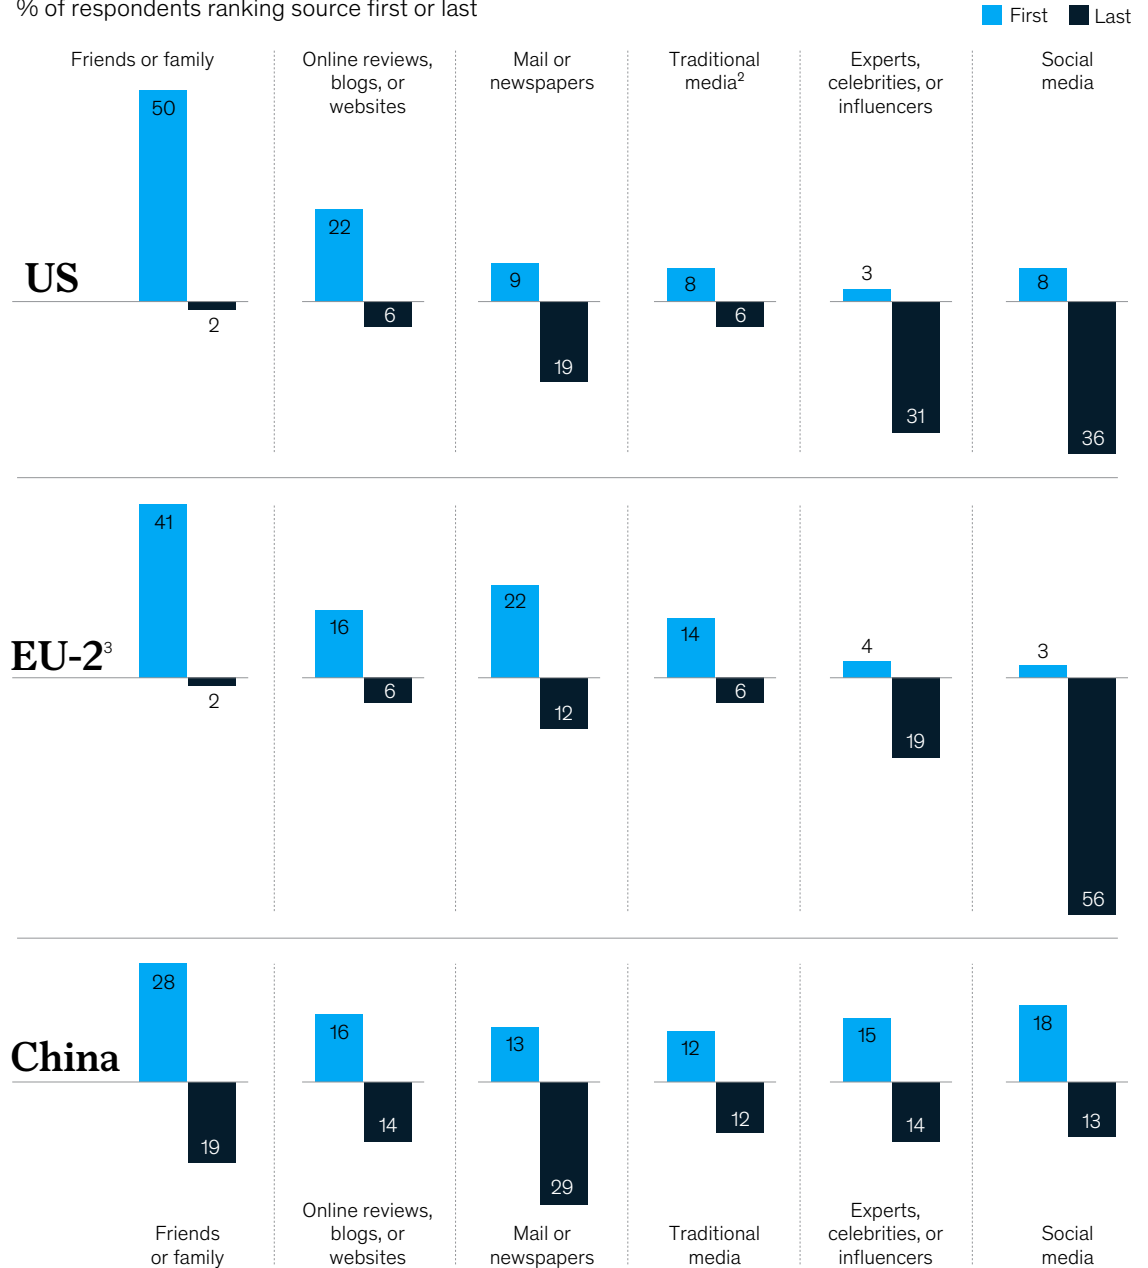 % of respondents ranking source first or last
First Last
Friends or family
Online reviews,
blogs, or
websites
Mail or
newspapers
Traditional
media²
Experts,
celebrities, or
influencers
Social
media
US
50
2
22
6
9
19
8
6
3
31
8
36
EU-2³
41
2
16
6
22
12
14
6
4
19
3
56
China
28
19
16
14
13
29
12
12
15
14
18
13
Friends
or family
Online reviews,
blogs, or
websites
Mail or
newspapers
Traditional
media
Experts,
celebrities, or
influencers
Social
media